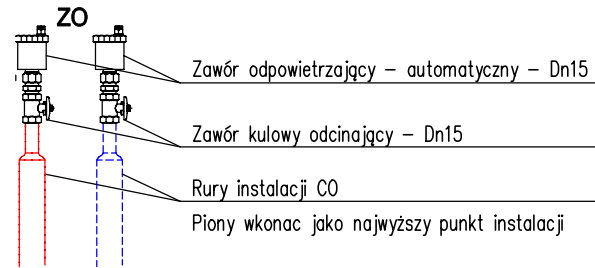 ZO
Zawór odpowietrzający – automatyczny – Dn15
Zawór kulowy odcinający – Dn15
Rury instalacji CO
Piony wkonac jako najwyższy punkt instalacji